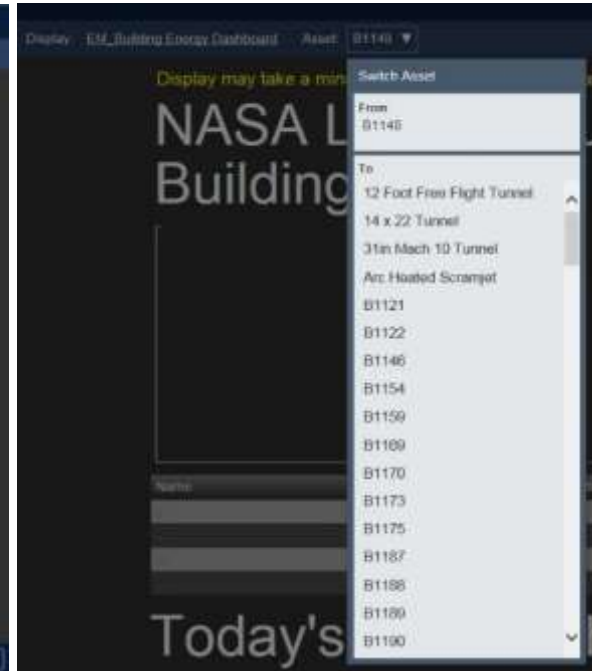 Display: EM_Building Energy Dashboard Asset: B1148 ▼
Display may take a min
Switch Asset
From
B1148
NASA L
Building
To
12 Foot Free Flight Tunnel
14 x 22 Tunnel
31in Mach 10 Tunnel
Arc Heated Scramjet
B1121
B1122
B1146
B1154
B1159
B1169
B1170
B1173
B1175
B1187
B1188
B1189
B1190
Name
Today's